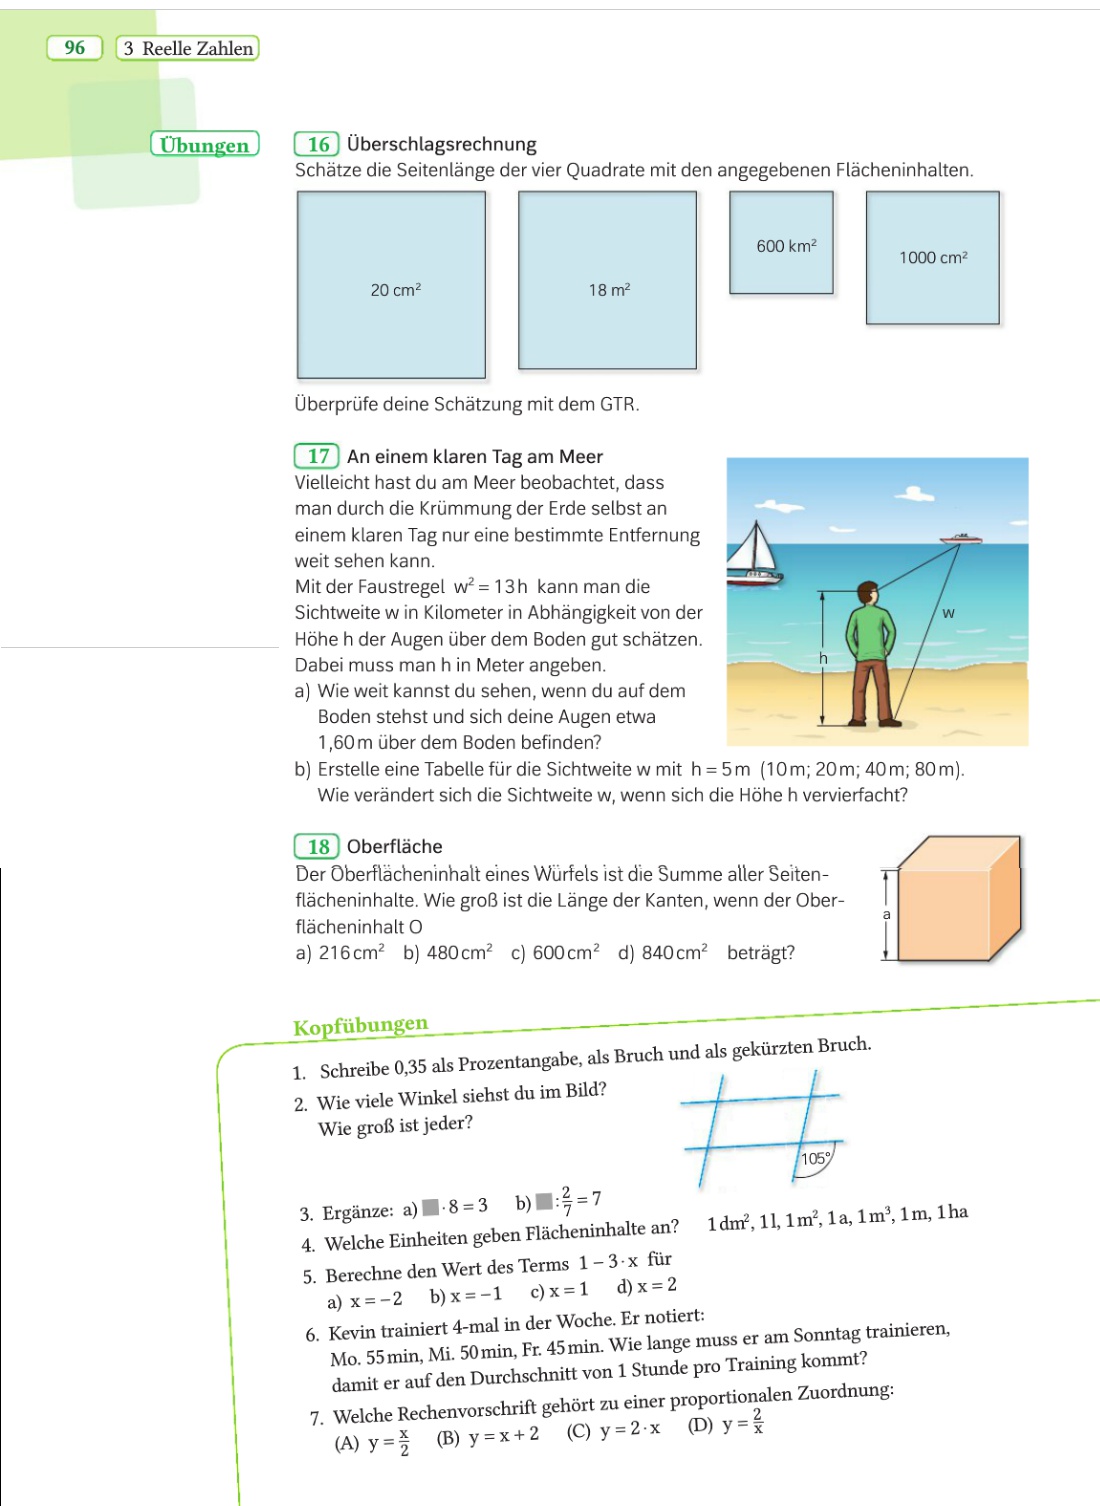 96
3 Reelle Zahlen
Übungen
16 Überschlagsrechnung
Schätze die Seitenlänge der vier Quadrate mit den angegebenen Flächeninhalten.
20 cm²
18 m²
600 km²
1000 cm²
Überprüfe deine Schätzung mit dem GTR.
17 An einem klaren Tag am Meer
Vielleicht hast du am Meer beobachtet, dass
man durch die Krümmung der Erde selbst an
einem klaren Tag nur eine bestimmte Entfernung
weit sehen kann.
Mit der Faustregel w² = 13 h kann man die
Sichtweite w in Kilometer in Abhängigkeit von der
Höhe h der Augen über dem Boden gut schätzen.
Dabei muss man h in Meter angeben.
a) Wie weit kannst du sehen, wenn du auf dem
Boden stehst und sich deine Augen etwa
1,60 m über dem Boden befinden?
w
h
b) Erstelle eine Tabelle für die Sichtweite w mit h = 5 m (10 m; 20 m; 40 m; 80 m).
Wie verändert sich die Sichtweite w, wenn sich die Höhe h vervierfacht?
18 Oberfläche
Der Oberflächeninhalt eines Würfels ist die Summe aller Seiten-
flächeninhalte. Wie groß ist die Länge der Kanten, wenn der Ober-
flächeninhalt O
a) 216 cm² b) 480 cm² c) 600 cm² d) 840 cm² beträgt?
a
Kopfübungen
1. Schreibe 0,35 als Prozentangabe, als Bruch und als gekürzten Bruch.
2. Wie viele Winkel siehst du im Bild?
Wie groß ist jeder?
105°
3. Ergänze: a) ■ · 8 = 3 b) ■ : 2/7 = 7
4. Welche Einheiten geben Flächeninhalte an? 1 dm², 1 l, 1 m², 1 a, 1 m³, 1 m, 1 ha
5. Berechne den Wert des Terms 1 – 3 · x für
a) x = – 2 b) x = – 1 c) x = 1 d) x = 2
6. Kevin trainiert 4-mal in der Woche. Er notiert:
Mo. 55 min, Mi. 50 min, Fr. 45 min. Wie lange muss er am Sonntag trainieren,
damit er auf den Durchschnitt von 1 Stunde pro Training kommt?
7. Welche Rechenvorschrift gehört zu einer proportionalen Zuordnung:
(A) y = x/2 (B) y = x + 2 (C) y = 2 · x (D) y = 2/x